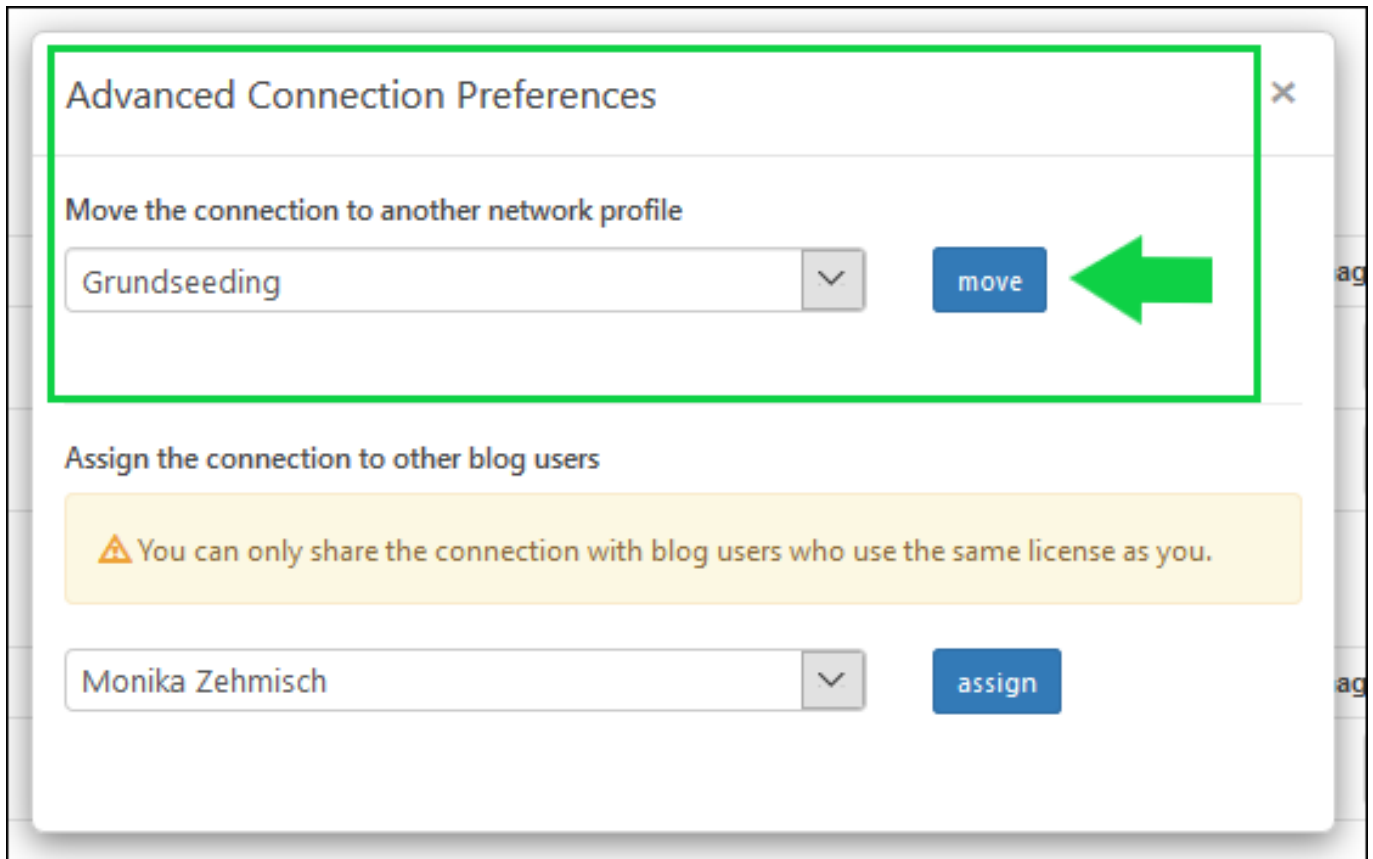 Advanced Connection Preferences
×
Move the connection to another network profile
Grundseeding
move
ag
Assign the connection to other blog users
You can only share the connection with blog users who use the same license as you.
Monika Zehmisch
assign
ag